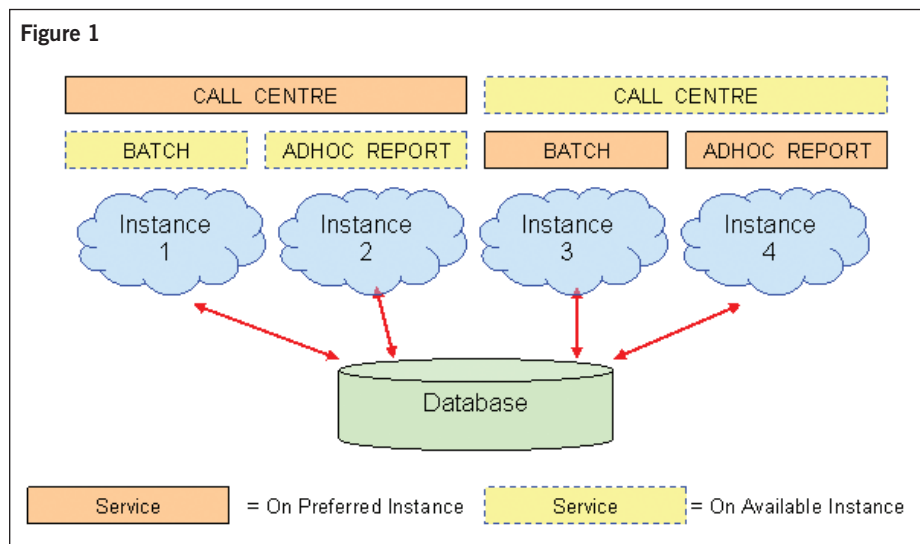 Figure 1
CALL CENTRE
CALL CENTRE
BATCH
ADHOC REPORT
BATCH
ADHOC REPORT
Instance
1
Instance
2
Instance
3
Instance
4
Database
Service = On Preferred Instance
Service = On Available Instance